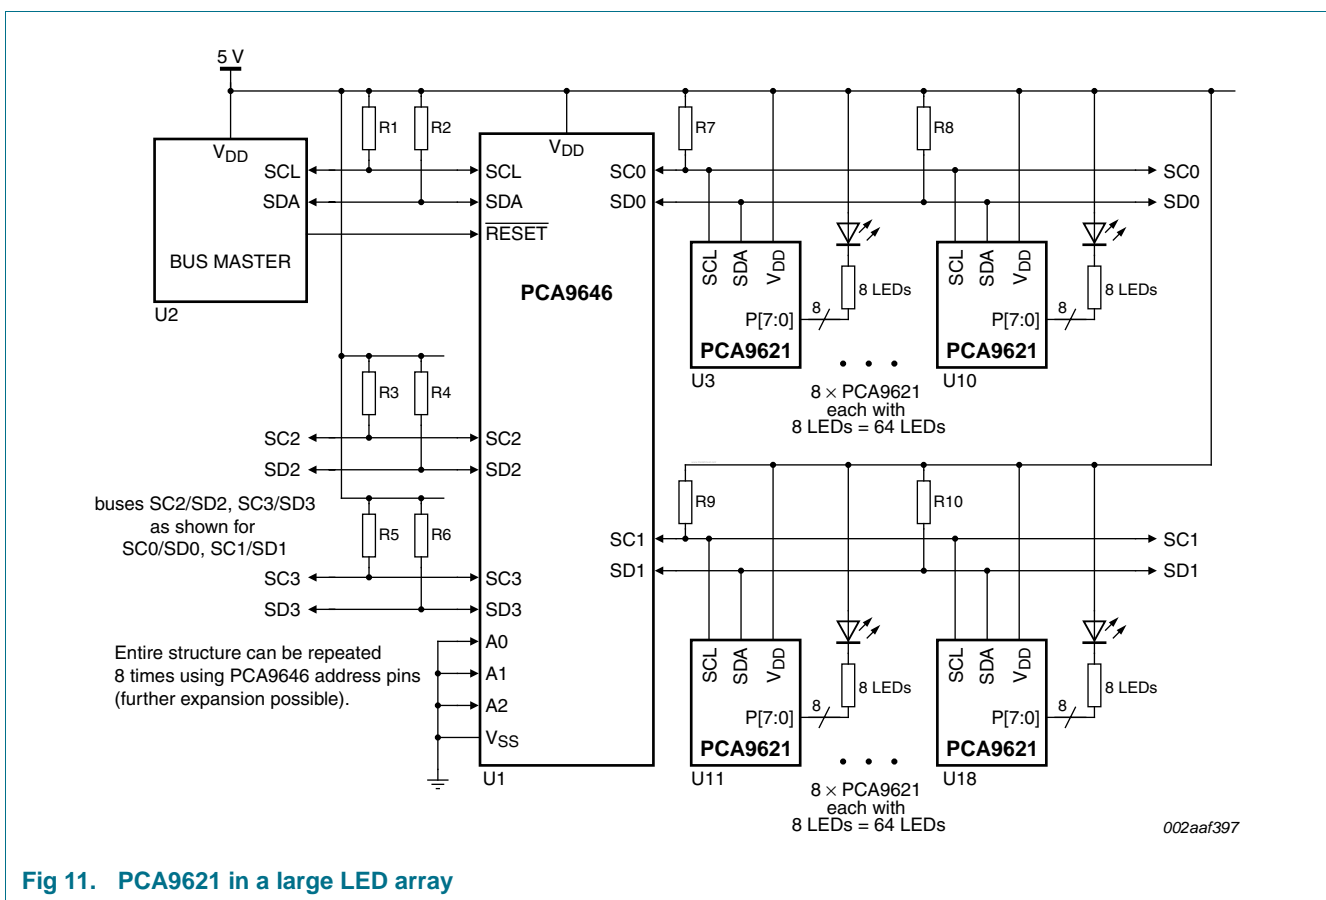 5 V
VDD
SCL
SDA
BUS MASTER
U2
R1
R2
VDD
SCL
SDA
RESET
PCA9646
SC0
SD0
R7
R8
SC0
SD0
SCL
SDA
VDD
P[7:0]
PCA9621
U3
8
8 LEDs
SCL
SDA
VDD
P[7:0]
PCA9621
U10
8
8 LEDs
• • •
8 × PCA9621
each with
8 LEDs = 64 LEDs
R3
R4
SC2
SD2
SC2
SD2
buses SC2/SD2, SC3/SD3
as shown for
SC0/SD0, SC1/SD1
R5
R6
SC3
SD3
SC3
SD3
Entire structure can be repeated
8 times using PCA9646 address pins
(further expansion possible).
A0
A1
A2
VSS
U1
SC1
SD1
R9
R10
SC1
SD1
SCL
SDA
VDD
P[7:0]
PCA9621
U11
8
8 LEDs
SCL
SDA
VDD
P[7:0]
PCA9621
U18
8
8 LEDs
• • •
8 × PCA9621
each with
8 LEDs = 64 LEDs
002aaf397
Fig 11. PCA9621 in a large LED array